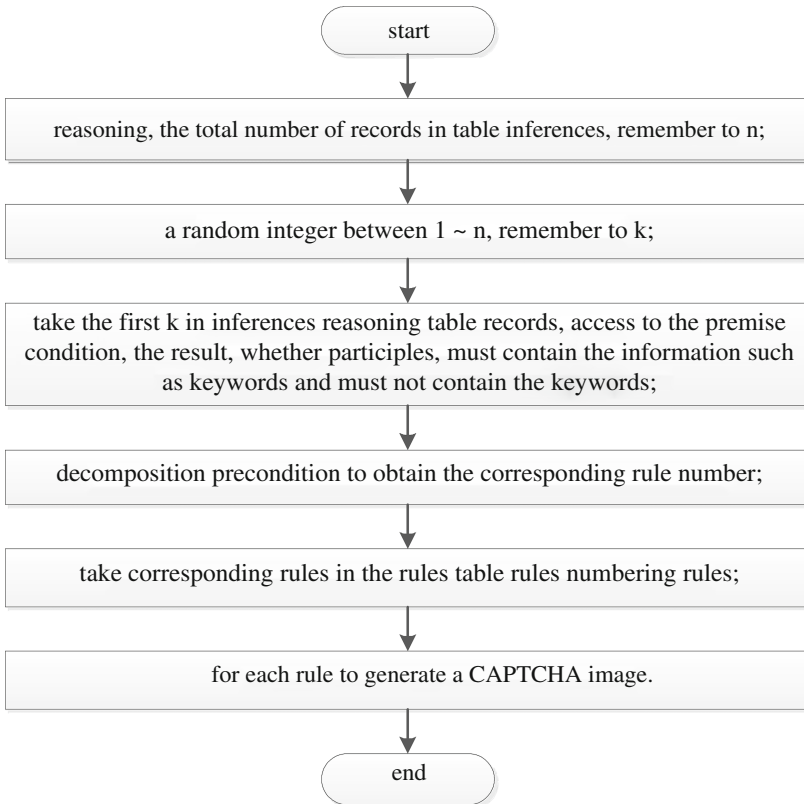 start
reasoning, the total number of records in table inferences, remember to n;
a random integer between 1 ~ n, remember to k;
take the first k in inferences reasoning table records, access to the premise
condition, the result, whether participles, must contain the information such
as keywords and must not contain the keywords;
decomposition precondition to obtain the corresponding rule number;
take corresponding rules in the rules table rules numbering rules;
for each rule to generate a CAPTCHA image.
end